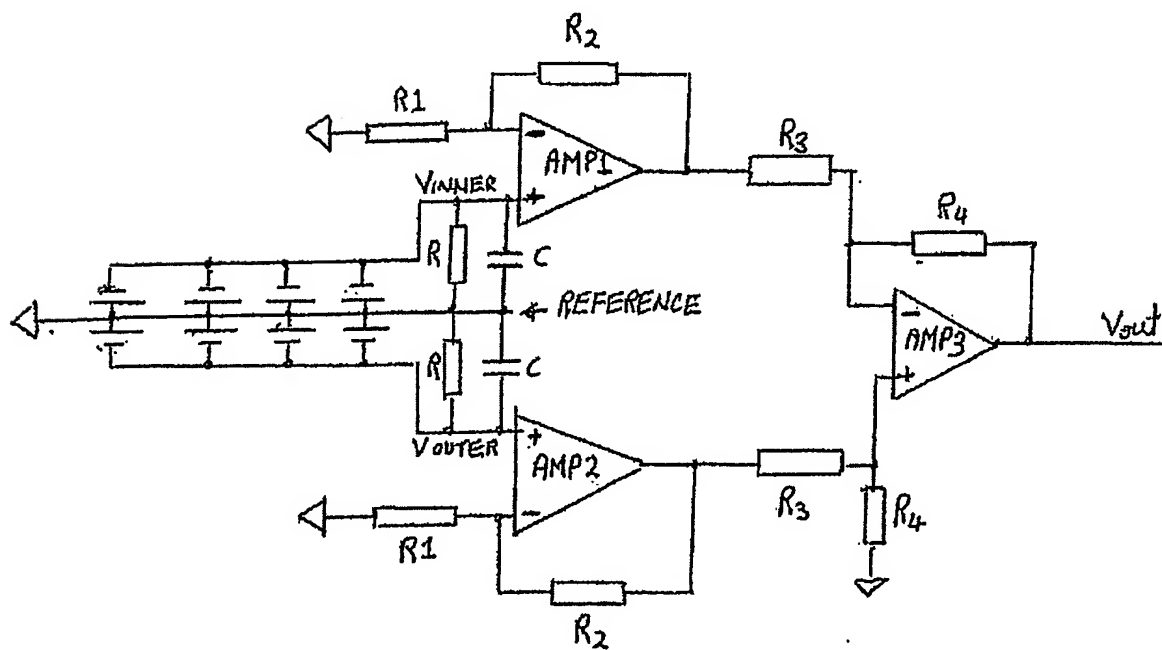 R2
R1
AMP1
R3
VINNER
R4
R
C
REFERENCE
AMP3
Vout
R
C
VOUTER
AMP2
R3
R4
R1
R2